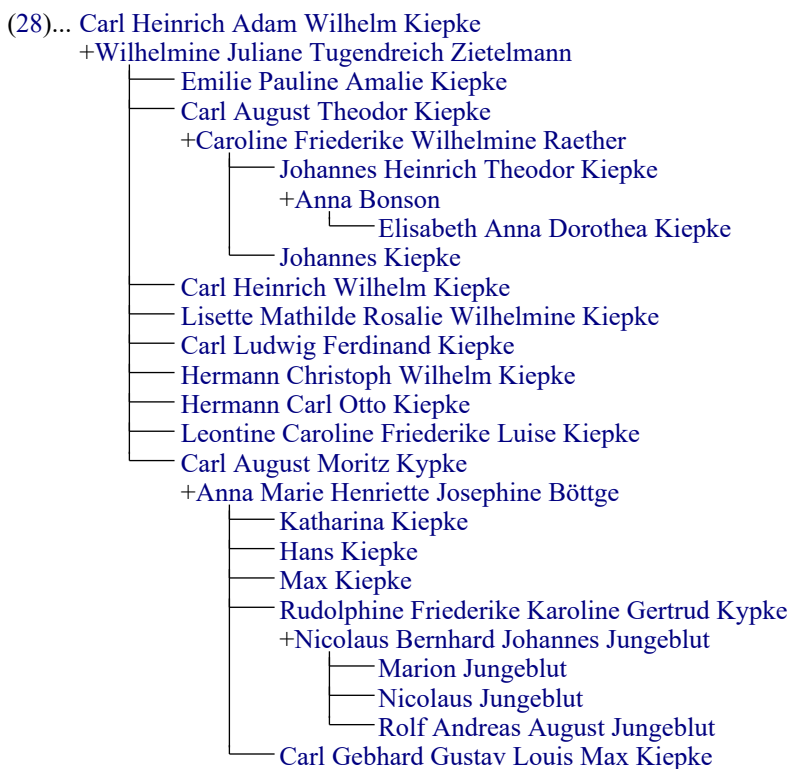 (28)... Carl Heinrich Adam Wilhelm Kiepke
+Wilhelmine Juliane Tugendreich Zietelmann
Emilie Pauline Amalie Kiepke
Carl August Theodor Kiepke
+Caroline Friederike Wilhelmine Raether
Johannes Heinrich Theodor Kiepke
+Anna Bonson
Elisabeth Anna Dorothea Kiepke
Johannes Kiepke
Carl Heinrich Wilhelm Kiepke
Lisette Mathilde Rosalie Wilhelmine Kiepke
Carl Ludwig Ferdinand Kiepke
Hermann Christoph Wilhelm Kiepke
Hermann Carl Otto Kiepke
Leontine Caroline Friederike Luise Kiepke
Carl August Moritz Kypke
+Anna Marie Henriette Josephine Böttge
Katharina Kiepke
Hans Kiepke
Max Kiepke
Rudolphine Friederike Karoline Gertrud Kypke
+Nicolaus Bernhard Johannes Jungeblut
Marion Jungeblut
Nicolaus Jungeblut
Rolf Andreas August Jungeblut
Carl Gebhard Gustav Louis Max Kiepke